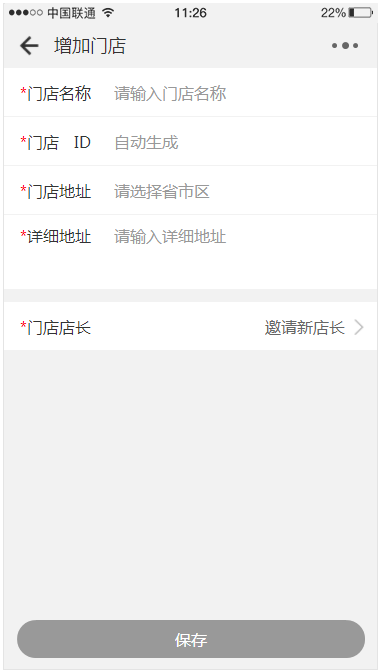 中国联通 11:26 22%
增加门店
*门店名称 请输入门店名称
*门店 ID 自动生成
*门店地址 请选择省市区
*详细地址 请输入详细地址
*门店店长 邀请新店长
保存